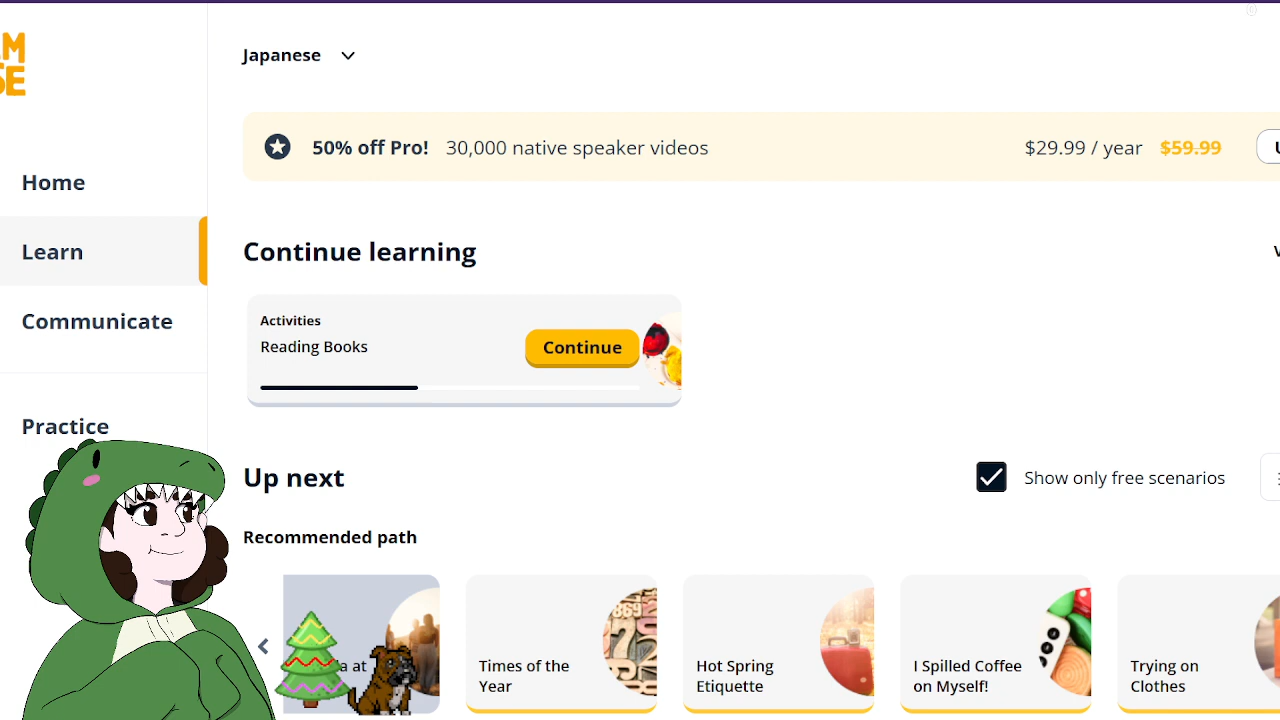 M
SE
Japanese
50% off Pro! 30,000 native speaker videos $29.99 / year $59.99
Home
Learn
Communicate
Practice
Continue learning
Activities
Reading Books
Continue
Up next
Show only free scenarios
Recommended path
a at
Times of the
Year
Hot Spring
Etiquette
I Spilled Coffee
on Myself!
Trying on
Clothes